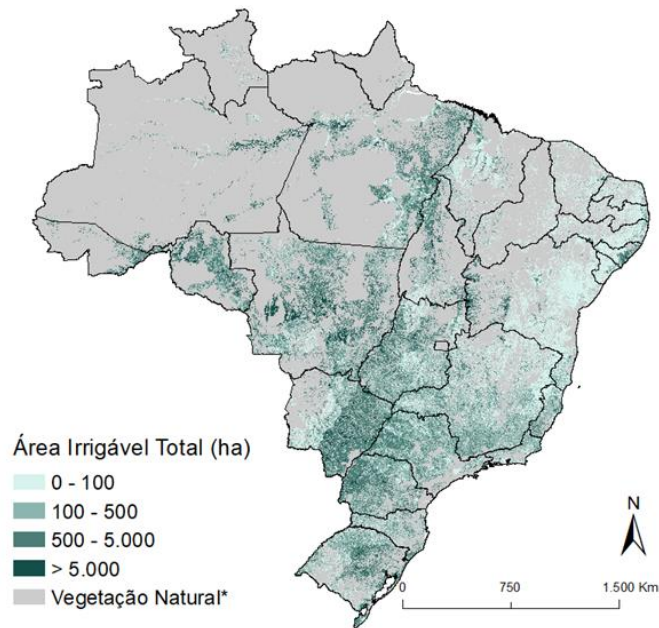 Área Irrigável Total (ha)
0 - 100
100 - 500
500 - 5.000
> 5.000
Vegetação Natural*
N
0 750 1.500 Km